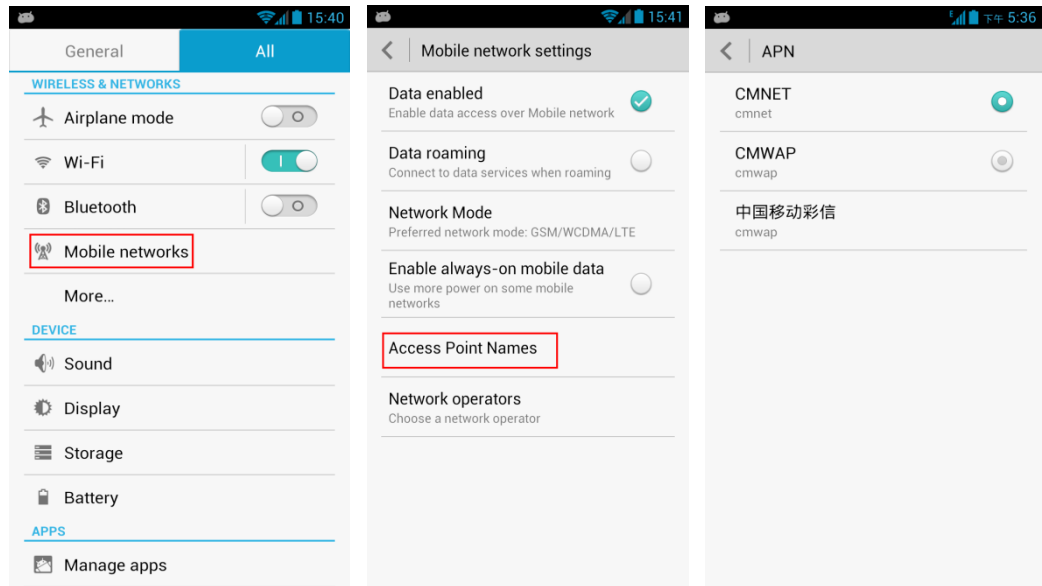 15:40
General
All
WIRELESS & NETWORKS
Airplane mode
Wi-Fi
Bluetooth
Mobile networks
More...
DEVICE
Sound
Display
Storage
Battery
APPS
Manage apps
15:41
Mobile network settings
Data enabled
Enable data access over Mobile network
Data roaming
Connect to data services when roaming
Network Mode
Preferred network mode: GSM/WCDMA/LTE
Enable always-on mobile data
Use more power on some mobile
networks
Access Point Names
Network operators
Choose a network operator
E 下午 5:36
APN
CMNET
cmnet
CMWAP
cmwap
中国移动彩信
cmwap